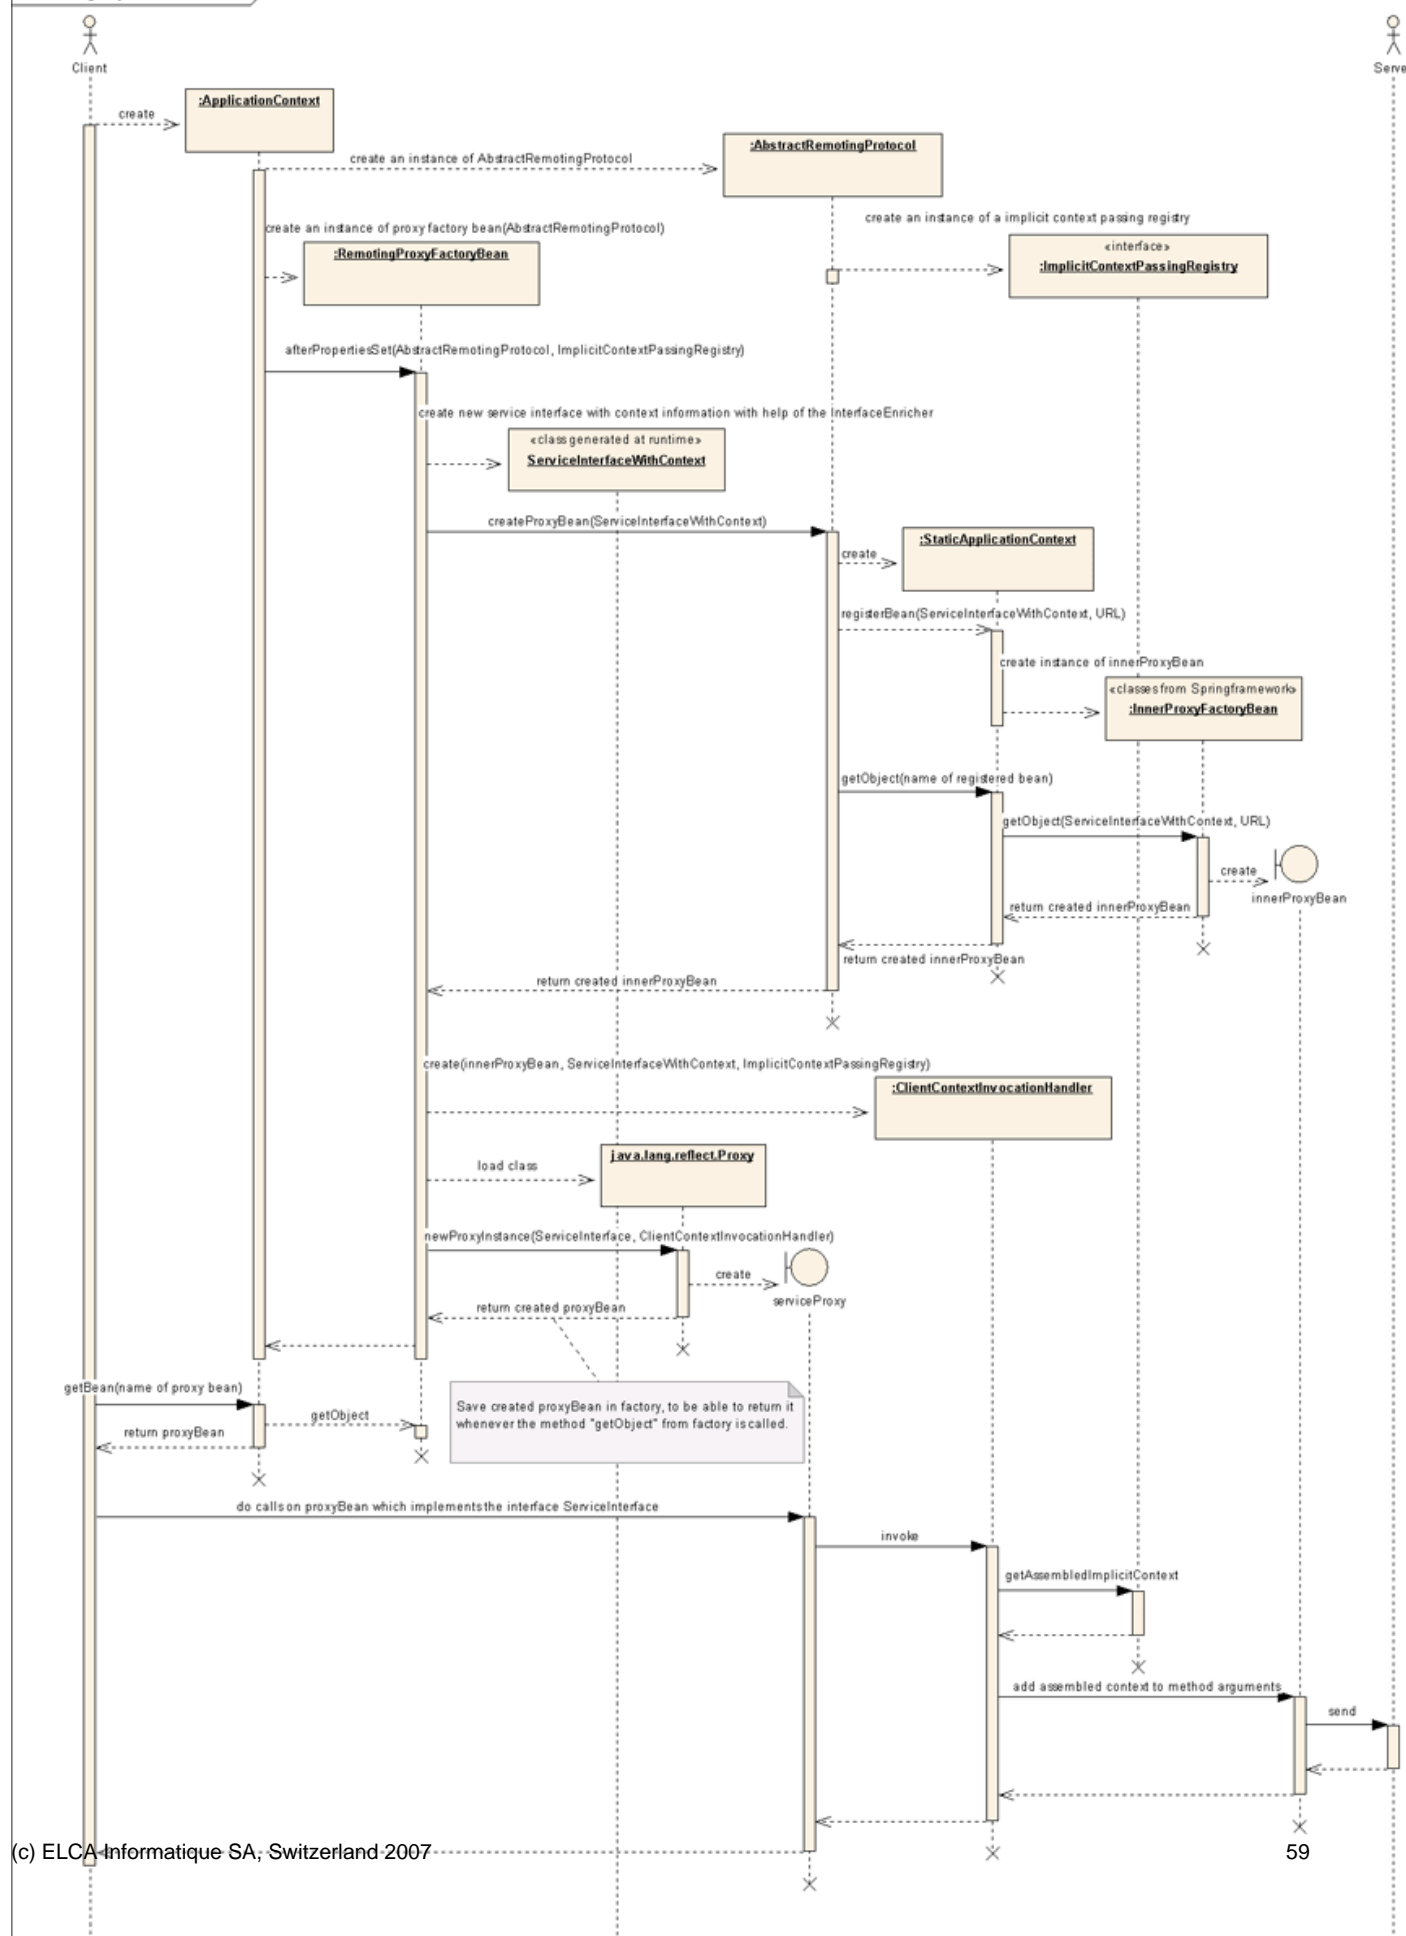 Client
Serve
:ApplicationContext
create
:AbstractRemotingProtocol
create an instance of AbstractRemotingProtocol
create an instance of a implicit context passing registry
create an instance of proxy factory bean(AbstractRemotingProtocol)
«interface»
:RemotingProxyFactoryBean
:ImplicitContextPassingRegistry
afterPropertiesSet(AbstractRemotingProtocol, ImplicitContextPassingRegistry)
create new service interface with context information with help of the InterfaceEnricher
«class generated at runtime»
ServiceInterfaceWithContext
createProxyBean(ServiceInterfaceWithContext)
:StaticApplicationContext
create
registerBean(ServiceInterfaceWithContext, URL)
create instance of innerProxyBean
«classes from Springframework»
:InnerProxyFactoryBean
getObject(name of registered bean)
getObject(ServiceInterfaceWithContext, URL)
create
innerProxyBean
return created innerProxyBean
return created innerProxyBean
return created innerProxyBean
create(innerProxyBean, ServiceInterfaceWithContext, ImplicitContextPassingRegistry)
:ClientContextInvocationHandler
java.lang.reflect.Proxy
load class
newProxyInstance(ServiceInterface, ClientContextInvocationHandler)
create
serviceProxy
return created proxyBean
getBean(name of proxy bean)
Save created proxyBean in factory, to be able to return it
whenever the method "getObject" from factory is called.
getObject
return proxyBean
do calls on proxyBean which implements the interface ServiceInterface
invoke
getAssembledImplicitContext
add assembled context to method arguments
send
(c) ELCA Informatique SA, Switzerland 2007
59